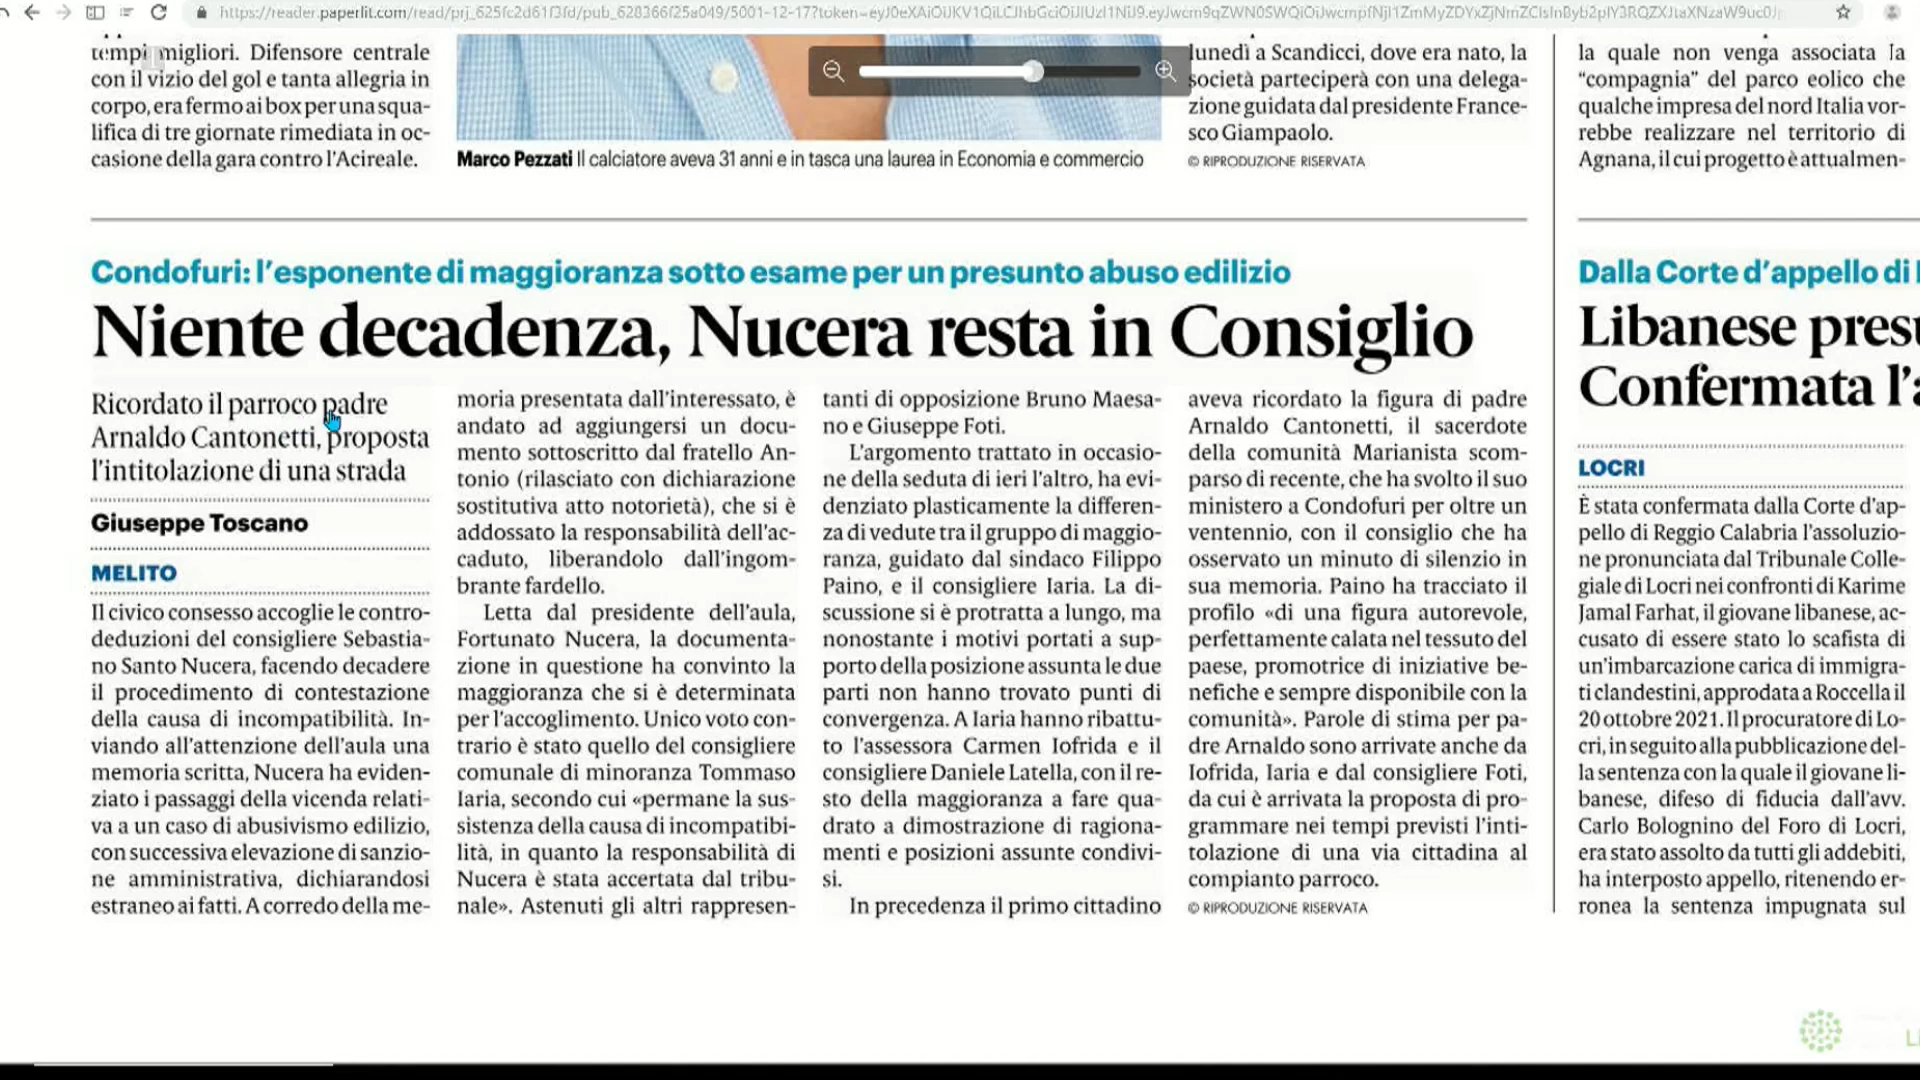 tempi migliori. Difensore centrale
con il vizio del gol e tanta allegria in
corpo, era fermo ai box per una squa-
lifica di tre giornate rimediata in oc-
casione della gara contro l'Acireale.
Marco Pezzati Il calciatore aveva 31 anni e in tasca una laurea in Economia e commercio
lunedì a Scandicci, dove era nato, la
società parteciperà con una delega-
zione guidata dal presidente France-
sco Giampaolo.
© RIPRODUZIONE RISERVATA
la quale non venga associata la
“compagnia” del parco eolico che
qualche impresa del nord Italia vor-
rebbe realizzare nel territorio di
Agnana, il cui progetto è attualmen-
Condofuri: l'esponente di maggioranza sotto esame per un presunto abuso edilizio
Niente decadenza, Nucera resta in Consiglio
Ricordato il parroco padre
Arnaldo Cantonetti, proposta
l'intitolazione di una strada
Giuseppe Toscano
MELITO
Il civico consesso accoglie le contro-
deduzioni del consigliere Sebastia-
no Santo Nucera, facendo decadere
il procedimento di contestazione
della causa di incompatibilità. In-
viando all'attenzione dell'aula una
memoria scritta, Nucera ha eviden-
ziato i passaggi della vicenda relati-
va a un caso di abusivismo edilizio,
con successiva elevazione di sanzio-
ne amministrativa, dichiarandosi
estraneo ai fatti. A corredo della me-
moria presentata dall'interessato, è
andato ad aggiungersi un docu-
mento sottoscritto dal fratello An-
tonio (rilasciato con dichiarazione
sostitutiva atto notorietà), che si è
addossato la responsabilità dell'ac-
caduto, liberandolo dall'ingom-
brante fardello.
Letta dal presidente dell'aula,
Fortunato Nucera, la documenta-
zione in questione ha convinto la
maggioranza che si è determinata
per l'accoglimento. Unico voto con-
trario è stato quello del consigliere
comunale di minoranza Tommaso
Iaria, secondo cui «permane la sus-
sistenza della causa di incompatibi-
lità, in quanto la responsabilità di
Nucera è stata accertata dal tribu-
nale». Astenuti gli altri rappresen-
tanti di opposizione Bruno Maesa-
no e Giuseppe Foti.
L'argomento trattato in occasio-
ne della seduta di ieri l'altro, ha evi-
denziato plasticamente la differen-
za di vedute tra il gruppo di maggio-
ranza, guidato dal sindaco Filippo
Paino, e il consigliere Iaria. La di-
scussione si è protratta a lungo, ma
nonostante i motivi portati a sup-
porto della posizione assunta le due
parti non hanno trovato punti di
convergenza. A Iaria hanno ribattu-
to l'assessora Carmen Iofrida e il
consigliere Daniele Latella, con il re-
sto della maggioranza a fare qua-
drato a dimostrazione di ragiona-
menti e posizioni assunte condivi-
si.
In precedenza il primo cittadino
aveva ricordato la figura di padre
Arnaldo Cantonetti, il sacerdote
della comunità Marianista scom-
parso di recente, che ha svolto il suo
ministero a Condofuri per oltre un
ventennio, con il consiglio che ha
osservato un minuto di silenzio in
sua memoria. Paino ha tracciato il
profilo «di una figura autorevole,
perfettamente calata nel tessuto del
paese, promotrice di iniziative be-
nefiche e sempre disponibile con la
comunità». Parole di stima per pa-
dre Arnaldo sono arrivate anche da
Iofrida, Iaria e dal consigliere Foti,
da cui è arrivata la proposta di pro-
grammare nei tempi previsti l'inti-
tolazione di una via cittadina al
compianto parroco.
© RIPRODUZIONE RISERVATA
Dalla Corte d'appello di
Libanese
Confermata
LOCRI
È stata confermata dalla Corte d'ap-
pello di Reggio Calabria l'assoluzio-
ne pronunciata dal Tribunale Colle-
giale di Locri nei confronti di Karime
Jamal Farhat, il giovane libanese, ac-
cusato di essere stato lo scafista di
un'imbarcazione carica di immigra-
ti clandestini, approdata a Roccella il
20 ottobre 2021. Il procuratore di Lo-
cri, in seguito alla pubblicazione del-
la sentenza con la quale il giovane li-
banese, difeso di fiducia dall'avv.
Carlo Bolognino del Foro di Locri,
era stato assolto da tutti gli addebiti,
ha interposto appello, ritenendo er-
ronea la sentenza impugnata sul